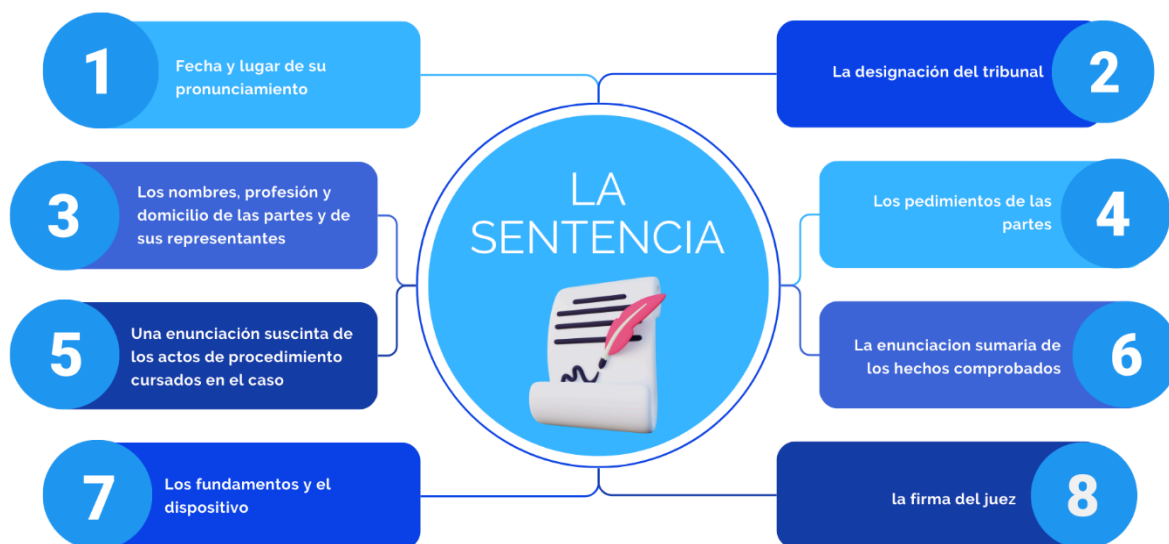 1
Fecha y lugar de su
pronunciamiento
La designación del tribunal
2
3
Los nombres, profesión y
domicilio de las partes y de
sus representantes
LA
SENTENCIA
Los pedimentos de las
partes
4
5
Una enunciación suscinta de
los actos de procedimiento
cursados en el caso
La enunciacion sumaria de
los hechos comprobados
6
7
Los fundamentos y el
dispositivo
la firma del juez
8